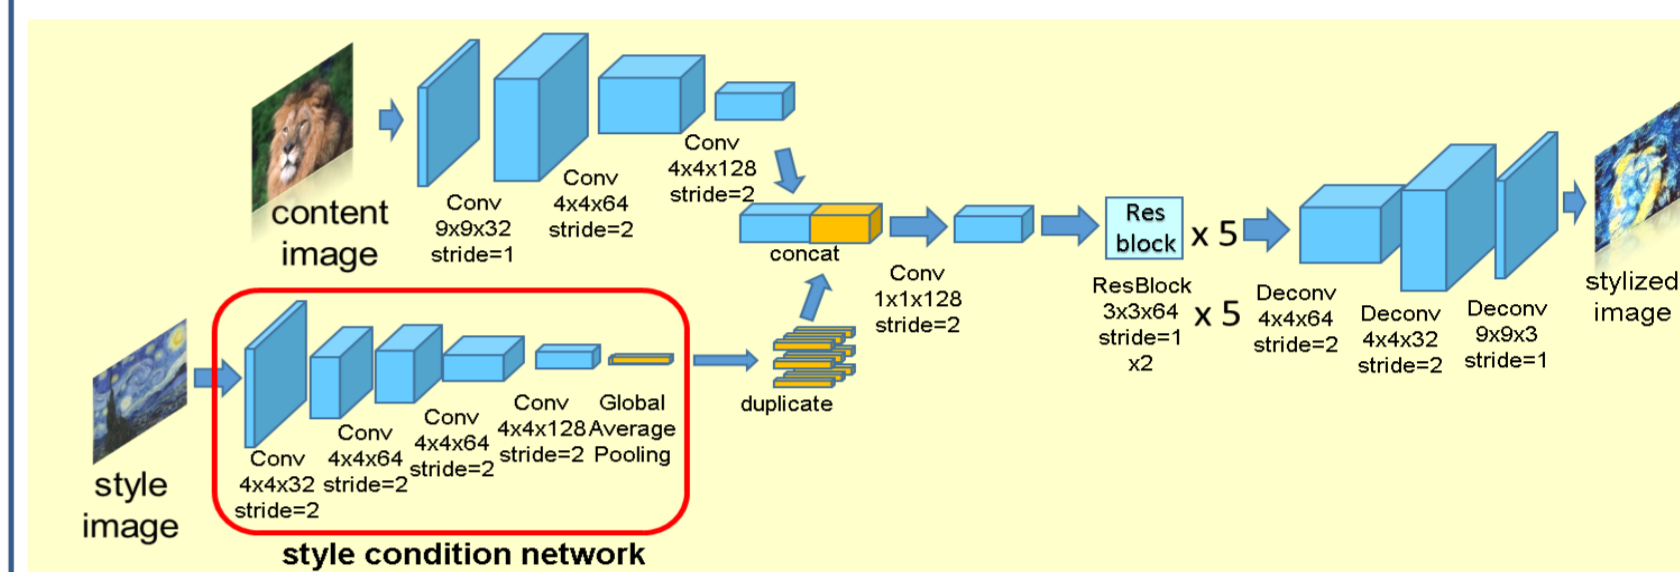 content
image
Conv
9x9x32
stride=1
Conv
4x4x64
stride=2
Conv
4x4x128
stride=2
concat
Conv
1x1x128
stride=2
Res
block
x 5
ResBlock
3x3x64
stride=1
x2
x 5
Deconv
4x4x64
stride=2
Deconv
4x4x32
stride=2
Deconv
9x9x3
stride=1
stylized
image
style
image
Conv
4x4x32
stride=2
Conv
4x4x64
stride=2
Conv
4x4x64
stride=2
Conv
4x4x128
stride=2
Global
Average
Pooling
duplicate
style condition network